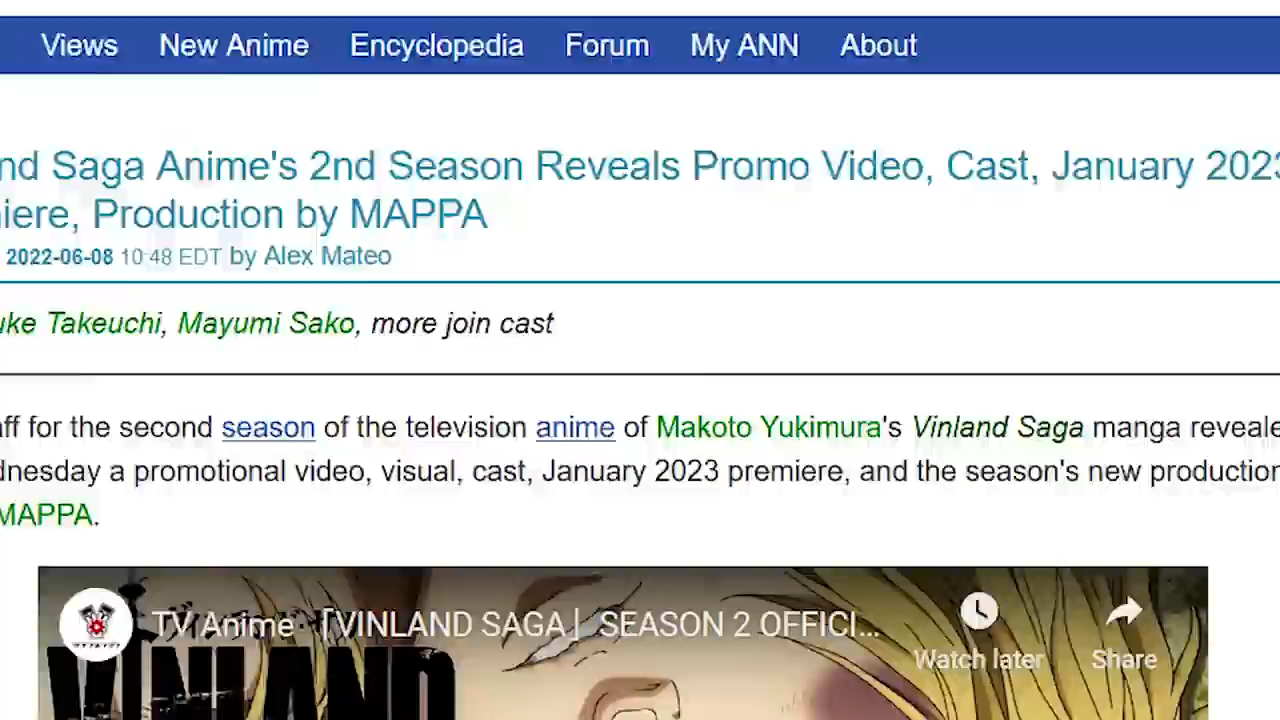 Views New Anime Encyclopedia Forum My ANN About
nd Saga Anime's 2nd Season Reveals Promo Video, Cast, January 2023
iere, Production by MAPPA
2022-06-08 10:48 EDT by Alex Mateo
uke Takeuchi, Mayumi Sako, more join cast
aff for the second season of the television anime of Makoto Yukimura's Vinland Saga manga reveale
dnesday a promotional video, visual, cast, January 2023 premiere, and the season's new production
MAPPA.
TV Anime「VINLAND SAGA」SEASON 2 OFFICI...
Watch later Share
VINLAND